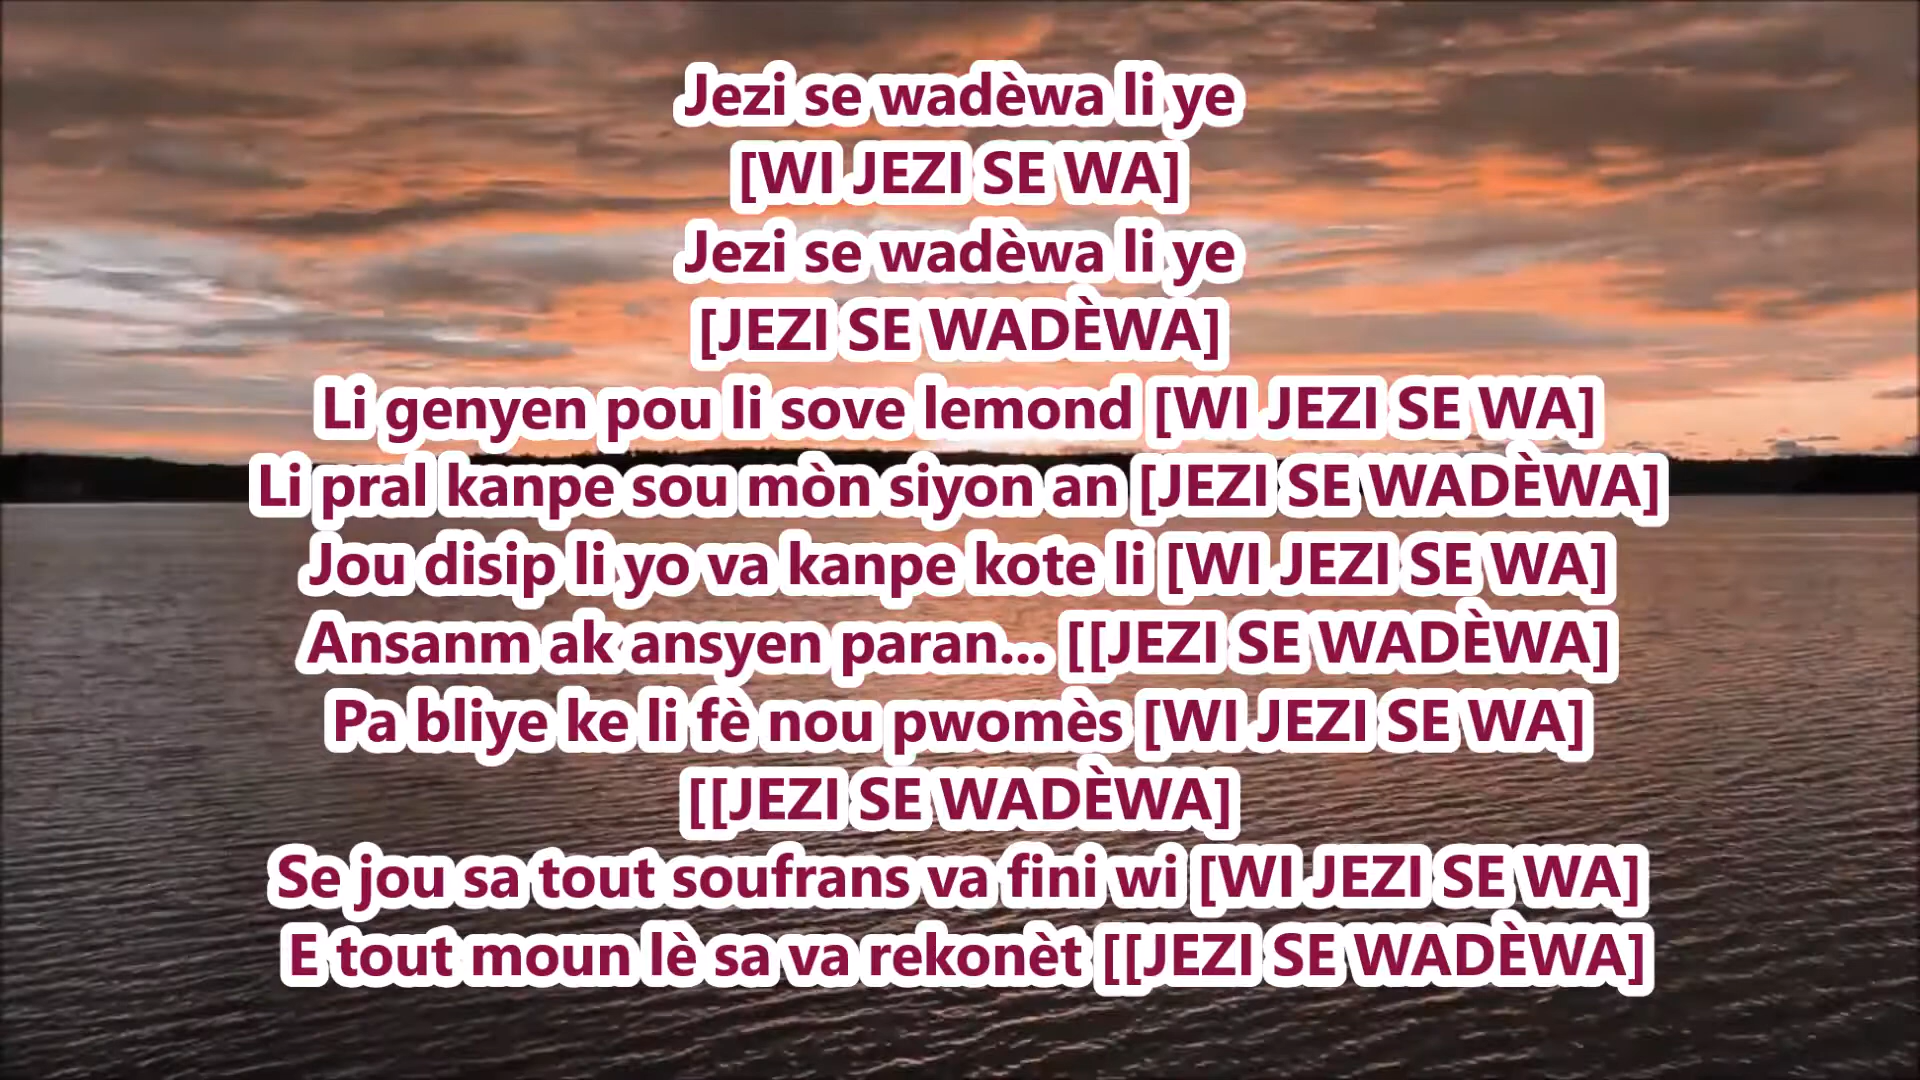 Jezi se wadèwa li ye
[WI JEZI SE WA]
Jezi se wadèwa li ye
[JEZI SE WADÈWA]
Li genyen pou li sove lemond [WI JEZI SE WA]
Li pral kanpe sou mòn siyon an [JEZI SE WADÈWA]
Jou disip li yo va kanpe kote li [WI JEZI SE WA]
Ansanm ak ansyen paran... [[JEZI SE WADÈWA]
Pa bliye ke li fè nou pwomès [WI JEZI SE WA]
[[JEZI SE WADÈWA]
Se jou sa tout soufrans va fini wi [WI JEZI SE WA]
E tout moun lè sa va rekonèt [[JEZI SE WADÈWA]